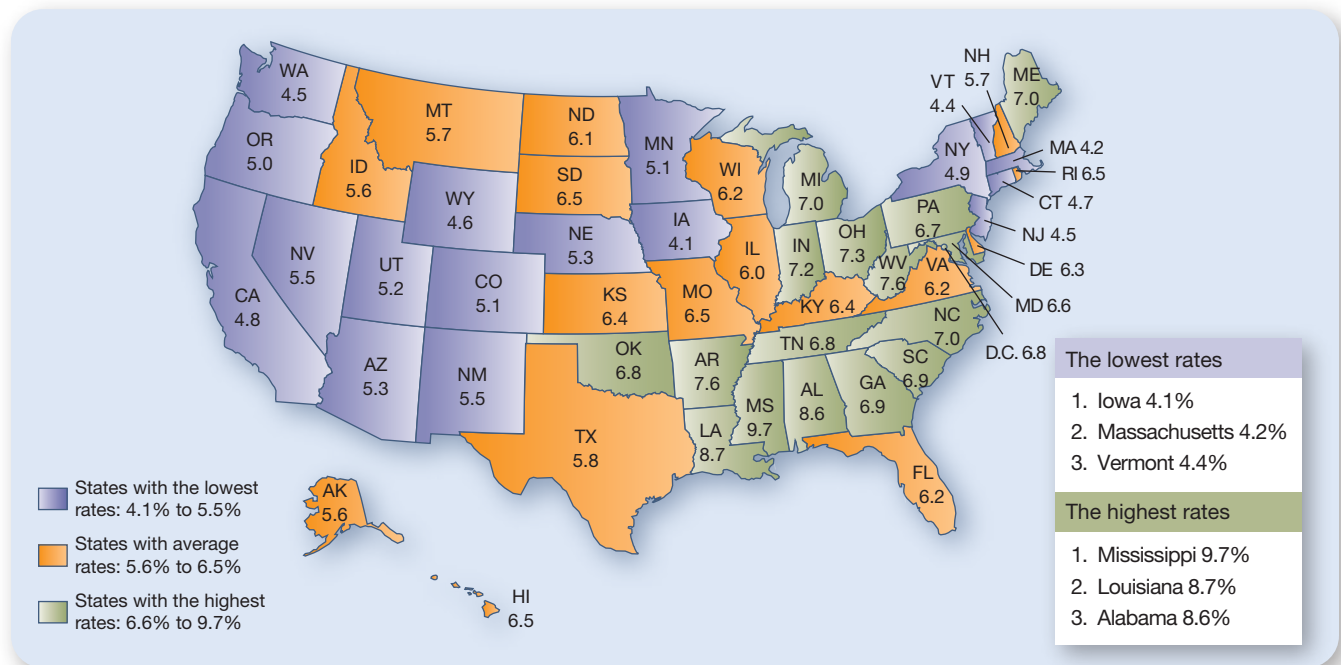 NH
5.7
VT
4.4
ME
7.0
WA
4.5
MT
5.7
ND
6.1
MN
5.1
OR
5.0
ID
5.6
SD
6.5
WI
6.2
MI
7.0
NY
4.9
MA 4.2
RI 6.5
CT 4.7
NJ 4.5
DE 6.3
MD 6.6
D.C. 6.8
WY
4.6
IA
4.1
NE
5.3
PA
6.7
NV
5.5
UT
5.2
CO
5.1
CA
4.8
IL
6.0
IN
7.2
OH
7.3
WV
7.6
VA
6.2
KS
6.4
MO
6.5
KY 6.4
NC
7.0
TN 6.8
AZ
5.3
NM
5.5
OK
6.8
AR
7.6
SC
6.9
MS
9.7
AL
8.6
GA
6.9
TX
5.8
LA
8.7
FL
6.2
AK
5.6
HI
6.5
States with the lowest
rates: 4.1% to 5.5%
States with average
rates: 5.6% to 6.5%
States with the highest
rates: 6.6% to 9.7%
The lowest rates
1. Iowa 4.1%
2. Massachusetts 4.2%
3. Vermont 4.4%
The highest rates
1. Mississippi 9.7%
2. Louisiana 8.7%
3. Alabama 8.6%